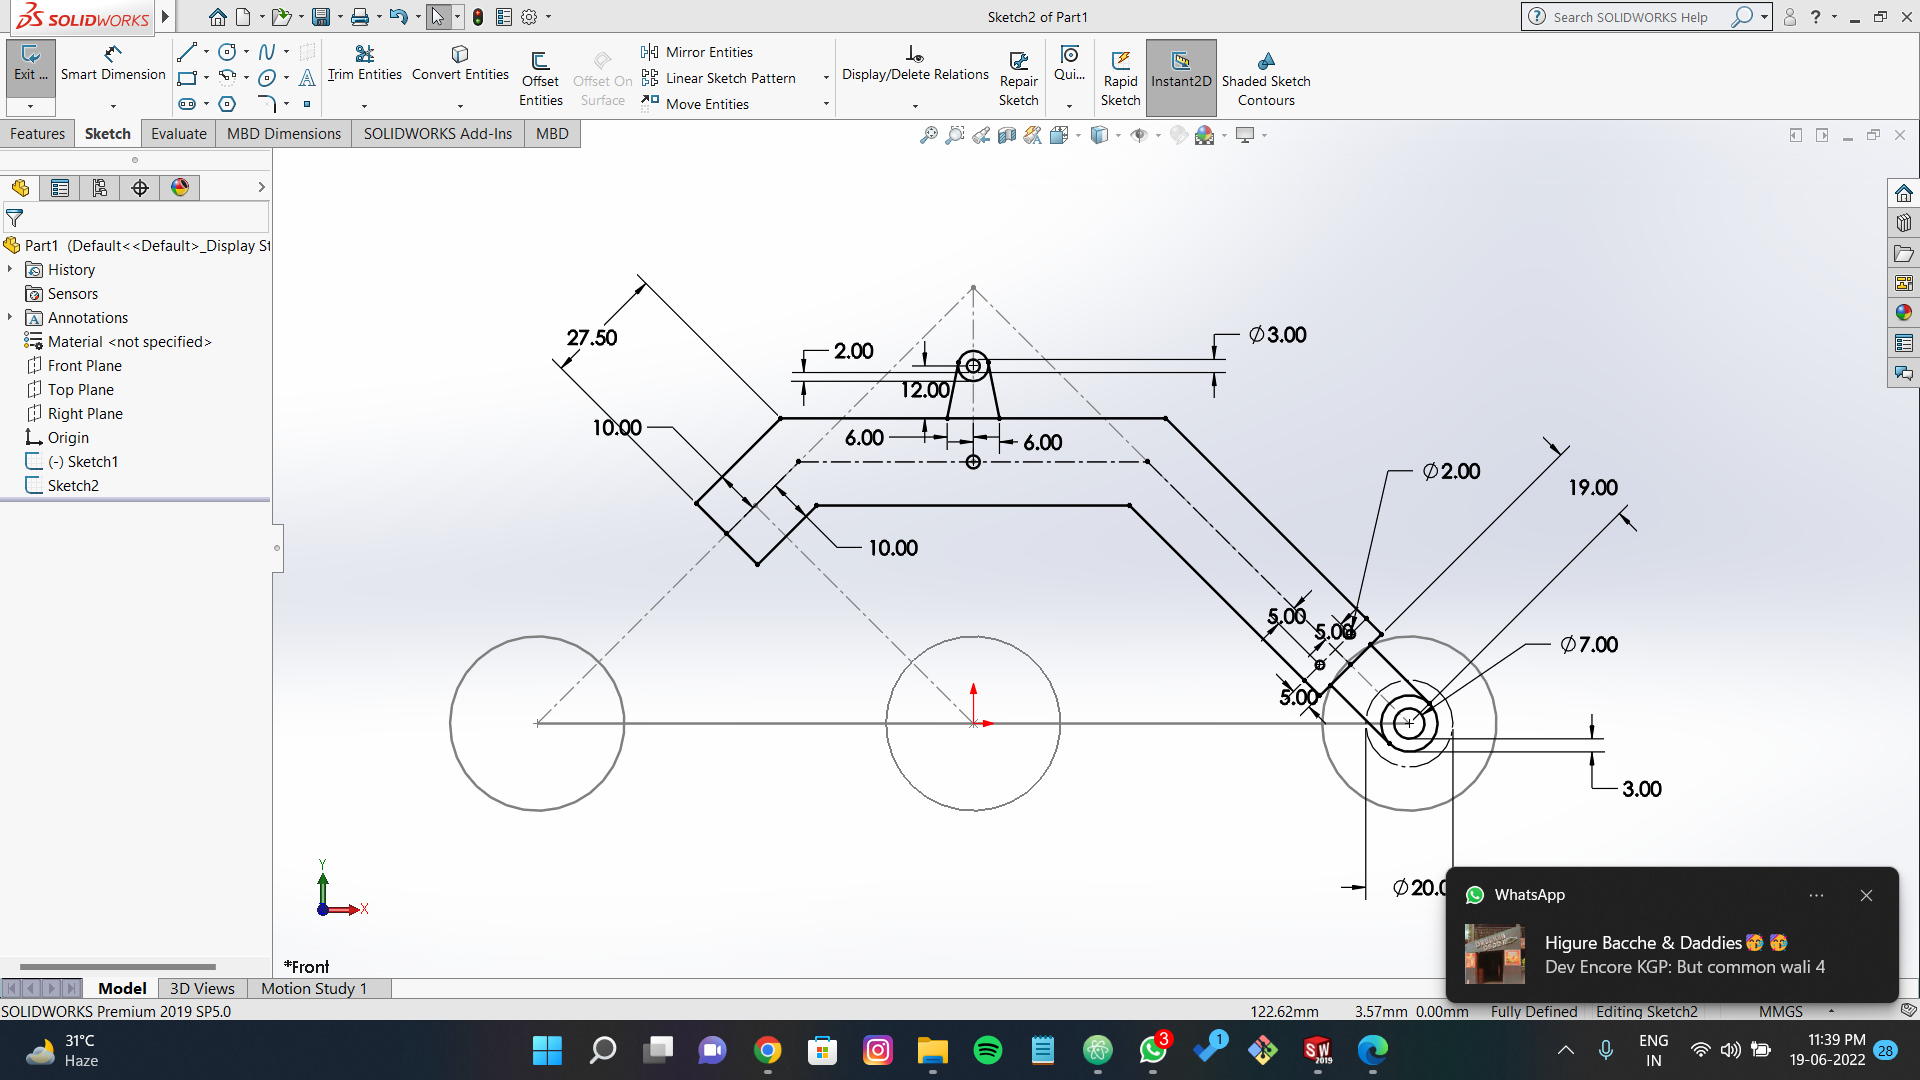 SOLIDWORKS
Sketch2 of Part1
Search SOLIDWORKS Help
?
Exit ...
Smart Dimension
Trim Entities
Convert Entities
Offset Entities
Offset On Surface
Mirror Entities
Linear Sketch Pattern
Move Entities
Display/Delete Relations
Repair Sketch
Qui...
Rapid Sketch
Instant2D
Shaded Sketch Contours
Features
Sketch
Evaluate
MBD Dimensions
SOLIDWORKS Add-Ins
MBD
Part1 (Default<<Default>_Display St
History
Sensors
Annotations
Material <not specified>
Front Plane
Top Plane
Right Plane
Origin
(-) Sketch1
Sketch2
27.50
2.00
∅3.00
12.00
10.00
6.00
6.00
∅2.00
19.00
10.00
5.00
5.00
∅7.00
5.00
3.00
∅20.0
Y
X
*Front
WhatsApp
Higure Bacche & Daddies🥳 🥳
Dev Encore KGP: But common wali 4
Model
3D Views
Motion Study 1
SOLIDWORKS Premium 2019 SP5.0
122.62mm
3.57mm 0.00mm
Fully Defined
Editing Sketch2
MMGS
31°C
Haze
3
1
SW
2019
ENG
IN
11:39 PM
19-06-2022
28